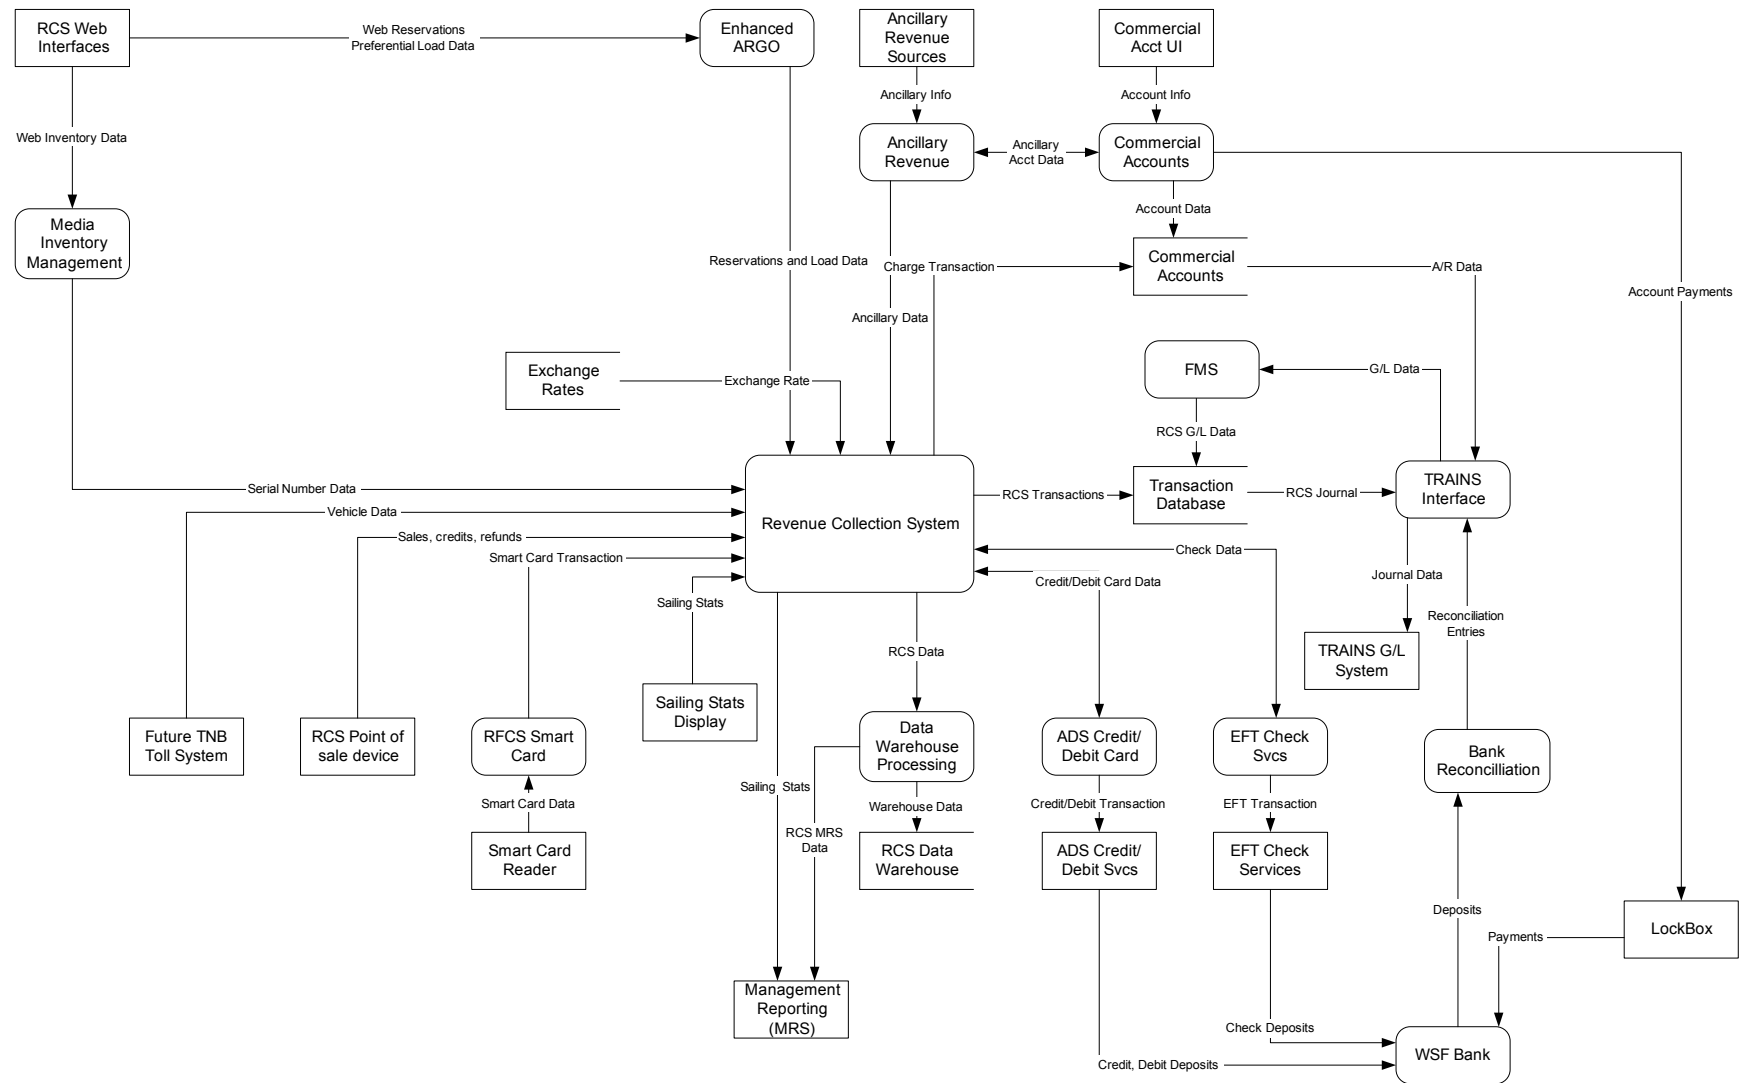 RCS Web
Interfaces
Web Reservations
Preferential Load Data
Enhanced
ARGO
Ancillary
Revenue
Sources
Commercial
Acct UI
Ancillary Info
Account Info
Web Inventory Data
Ancillary
Revenue
Ancillary
Acct Data
Commercial
Accounts
Media
Inventory
Management
Account Data
Reservations and Load Data
Charge Transaction
Commercial
Accounts
A/R Data
Account Payments
Ancillary Data
Exchange
Rates
Exchange Rate
FMS
G/L Data
RCS G/L Data
Serial Number Data
Vehicle Data
Sales, credits, refunds
Smart Card Transaction
Revenue Collection System
RCS Transactions
Transaction
Database
RCS Journal
TRAINS
Interface
Check Data
Credit/Debit Card Data
Journal Data
Sailing Stats
Reconciliation
Entries
RCS Data
TRAINS G/L
System
Sailing Stats
Display
Future TNB
Toll System
RCS Point of
sale device
RFCS Smart
Card
Data
Warehouse
Processing
ADS Credit/
Debit Card
EFT Check
Svcs
Bank
Reconcilliation
Sailing  Stats
Smart Card Data
Warehouse Data
Credit/Debit Transaction
EFT Transaction
RCS MRS
Data
Smart Card
Reader
RCS Data
Warehouse
ADS Credit/
Debit Svcs
EFT Check
Services
Deposits
Payments
LockBox
Management
Reporting
(MRS)
Check Deposits
Credit, Debit Deposits
WSF Bank